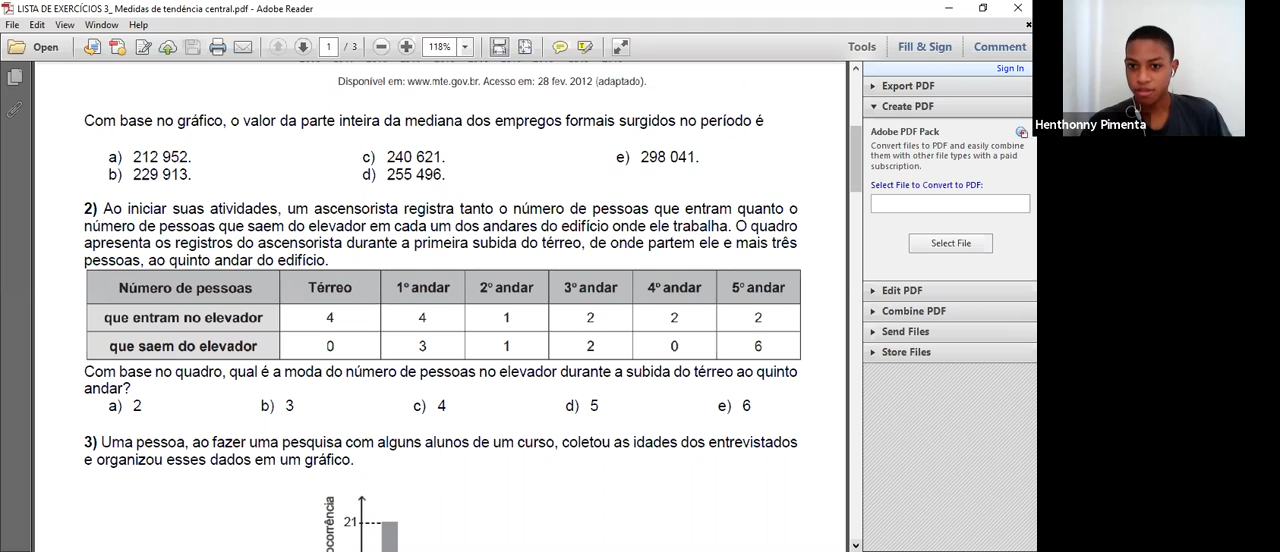 LISTA DE EXERCÍCIOS 3_ Medidas de tendência central.pdf - Adobe Reader
File Edit View Window Help
Open 1 / 3 118% Tools Fill & Sign Comment
Sign In
Export PDF
Create PDF
Adobe PDF Pack
Convert files to PDF and easily combine
them with other file types with a paid
subscription.
Select File to Convert to PDF:
Select File
Edit PDF
Combine PDF
Send Files
Store Files
Henthonny Pimenta
Disponível em: www.mte.gov.br. Acesso em: 28 fev. 2012 (adaptado).
Com base no gráfico, o valor da parte inteira da mediana dos empregos formais surgidos no período é
a) 212 952. c) 240 621. e) 298 041.
b) 229 913. d) 255 496.
2) Ao iniciar suas atividades, um ascensorista registra tanto o número de pessoas que entram quanto o
número de pessoas que saem do elevador em cada um dos andares do edifício onde ele trabalha. O quadro
apresenta os registros do ascensorista durante a primeira subida do térreo, de onde partem ele e mais três
pessoas, ao quinto andar do edifício.
Número de pessoas Térreo 1º andar 2º andar 3º andar 4º andar 5º andar
que entram no elevador 4 4 1 2 2 2
que saem do elevador 0 3 1 2 0 6
Com base no quadro, qual é a moda do número de pessoas no elevador durante a subida do térreo ao quinto
andar?
a) 2 b) 3 c) 4 d) 5 e) 6
3) Uma pessoa, ao fazer uma pesquisa com alguns alunos de um curso, coletou as idades dos entrevistados
e organizou esses dados em um gráfico.
ocorrência
21